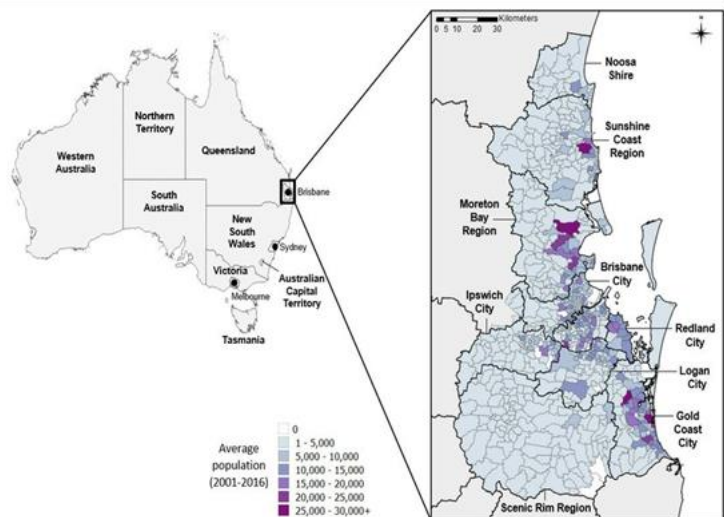 Northern
Territory
Western
Australia
Queensland
South
Australia
Brisbane
New
South
Wales
Sydney
Victoria
Australian
Capital
Territory
Melbourne
Tasmania
Average
population
(2001-2016)
0
1 - 5,000
5,000 - 10,000
10,000 - 15,000
15,000 - 20,000
20,000 - 25,000
25,000 - 30,000+
Kilometers
0 5 10 20 30
N
Noosa
Shire
Sunshine
Coast
Region
Moreton
Bay
Region
Brisbane
City
Ipswich
City
Redland
City
Logan
City
Gold
Coast
City
Scenic Rim Region